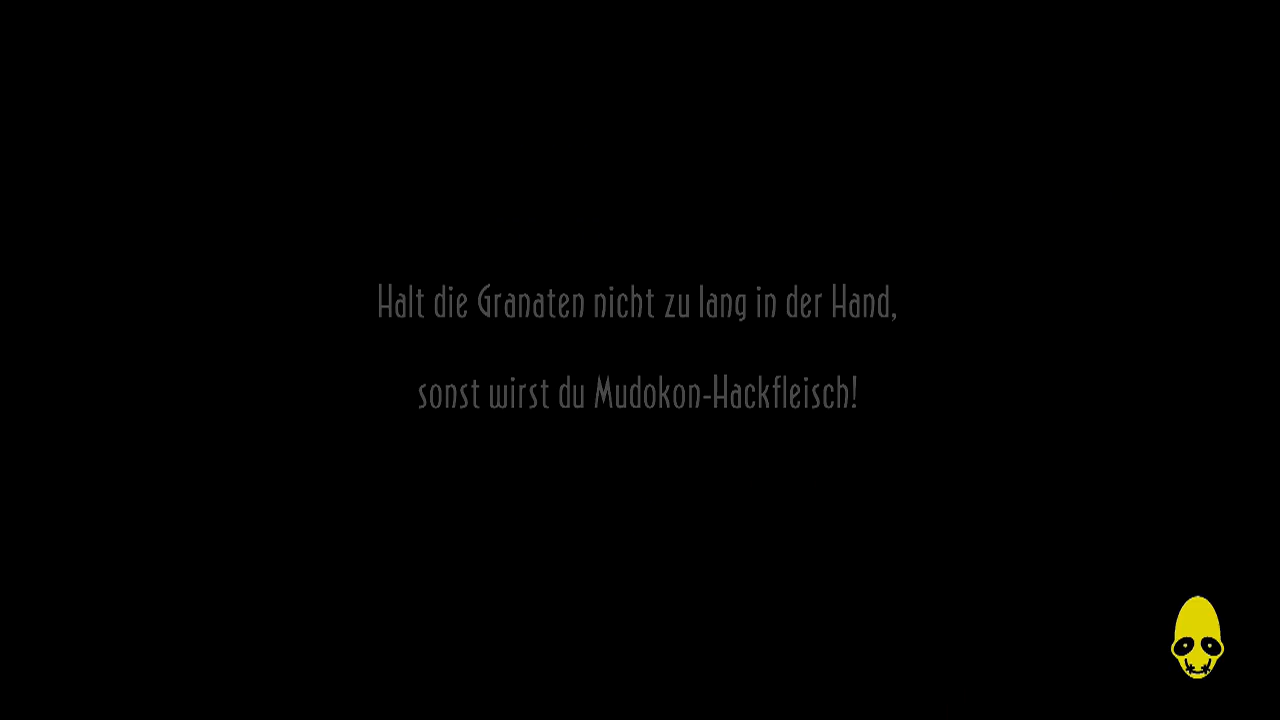 Halt die Granaten nicht zu lang in der Hand,
sonst wirst du Mudokon-Hackfleisch!